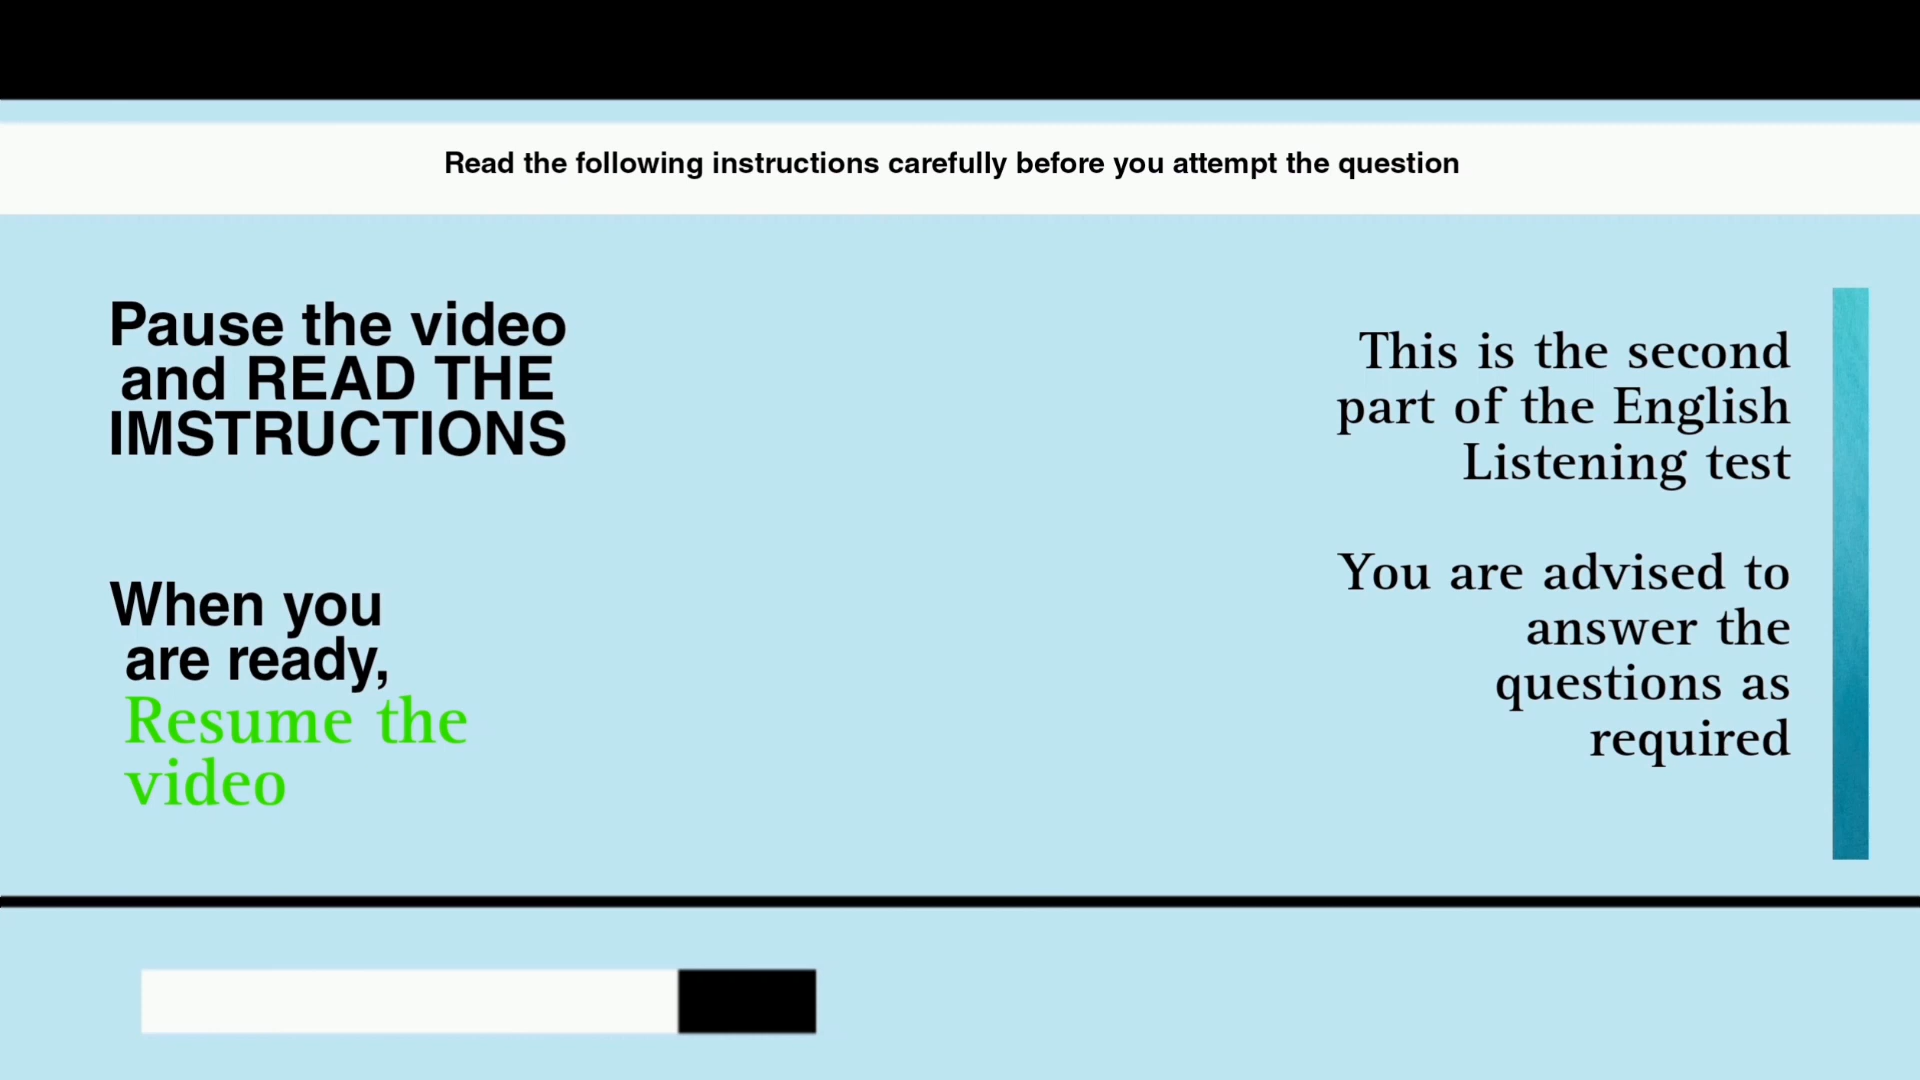 Read the following instructions carefully before you attempt the question
Pause the video
and READ THE
IMSTRUCTIONS
When you
are ready,
Resume the
video
This is the second
part of the English
Listening test
You are advised to
answer the
questions as
required